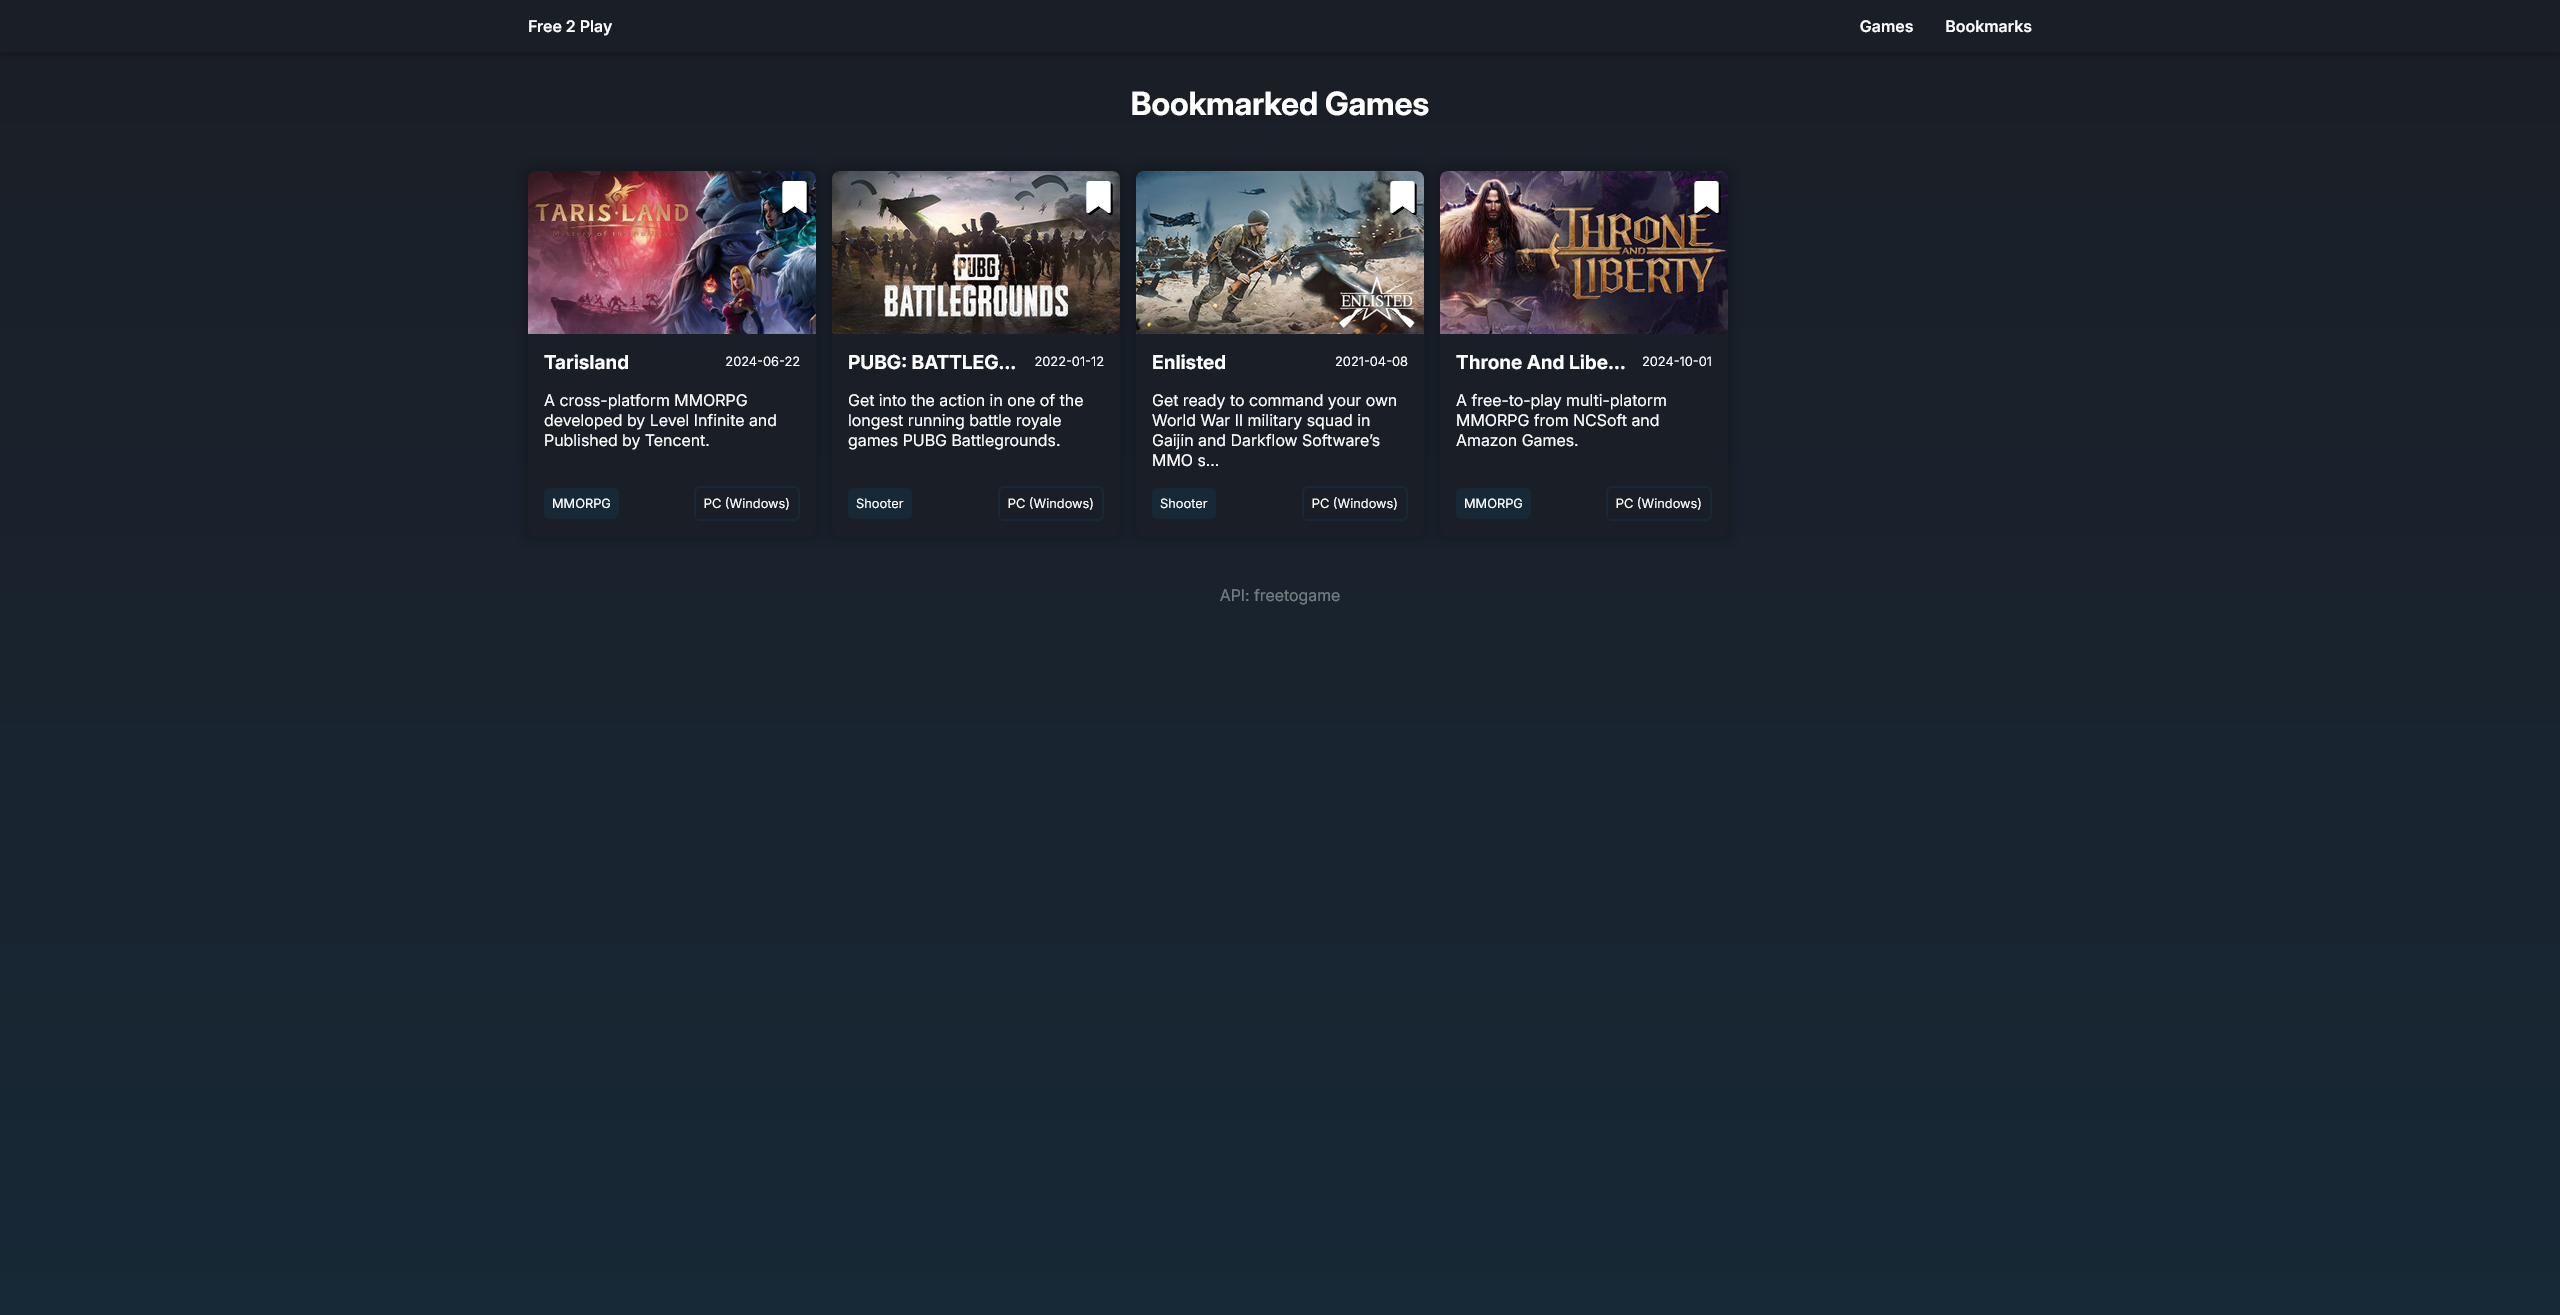 Free 2 Play
Games
Bookmarks
Bookmarked Games
TARIS·LAND
PUBG
BATTLEGROUNDS
ENLISTED
THRONE
AND
LIBERTY
Tarisland
2024-06-22
A cross-platform MMORPG
developed by Level Infinite and
Published by Tencent.
MMORPG
PC (Windows)
PUBG: BATTLEG...
2022-01-12
Get into the action in one of the
longest running battle royale
games PUBG Battlegrounds.
Shooter
PC (Windows)
Enlisted
2021-04-08
Get ready to command your own
World War II military squad in
Gaijin and Darkflow Software's
MMO s...
Shooter
PC (Windows)
Throne And Libe...
2024-10-01
A free-to-play multi-platorm
MMORPG from NCSoft and
Amazon Games.
MMORPG
PC (Windows)
API: freetogame